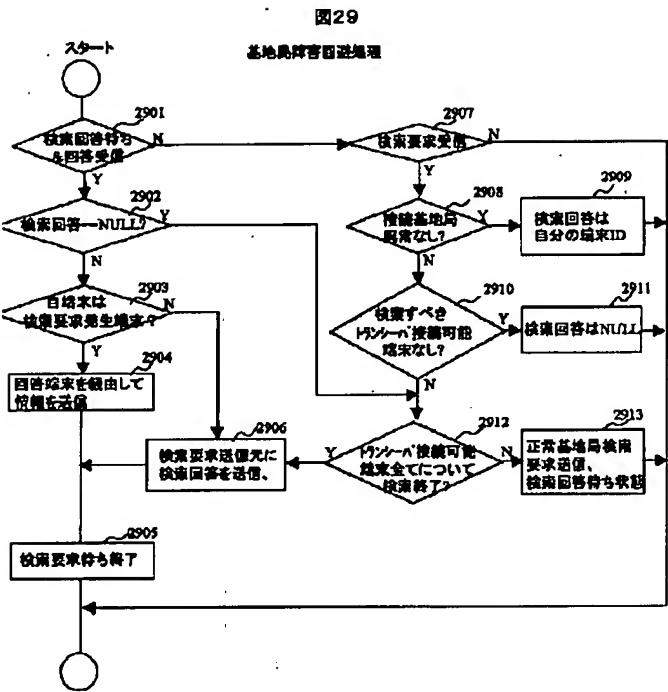 図29
スタート
基地局障害回避処理
2901
検索回答待ち
&回答受信
N
Y
2907
検索要求受信
N
Y
2902
検索回答==NULL?
Y
N
2908
接続基地局
異常なし?
Y
N
2909
検索回答は
自分の端末ID
2903
自端末は
検索要求発生端末?
N
Y
2910
検索すべき
トランシーバ接続可能
端末なし?
Y
N
2911
検索回答はNULL
2904
回答端末を経由して
情報を送信
2906
検索要求送信元に
検索回答を送信、
2912
トランシーバ接続可能
端末全てについて
検索終了?
Y
N
2913
正常基地局検索
要求送信、
検索回答待ち状態
2905
検索要求待ち終了